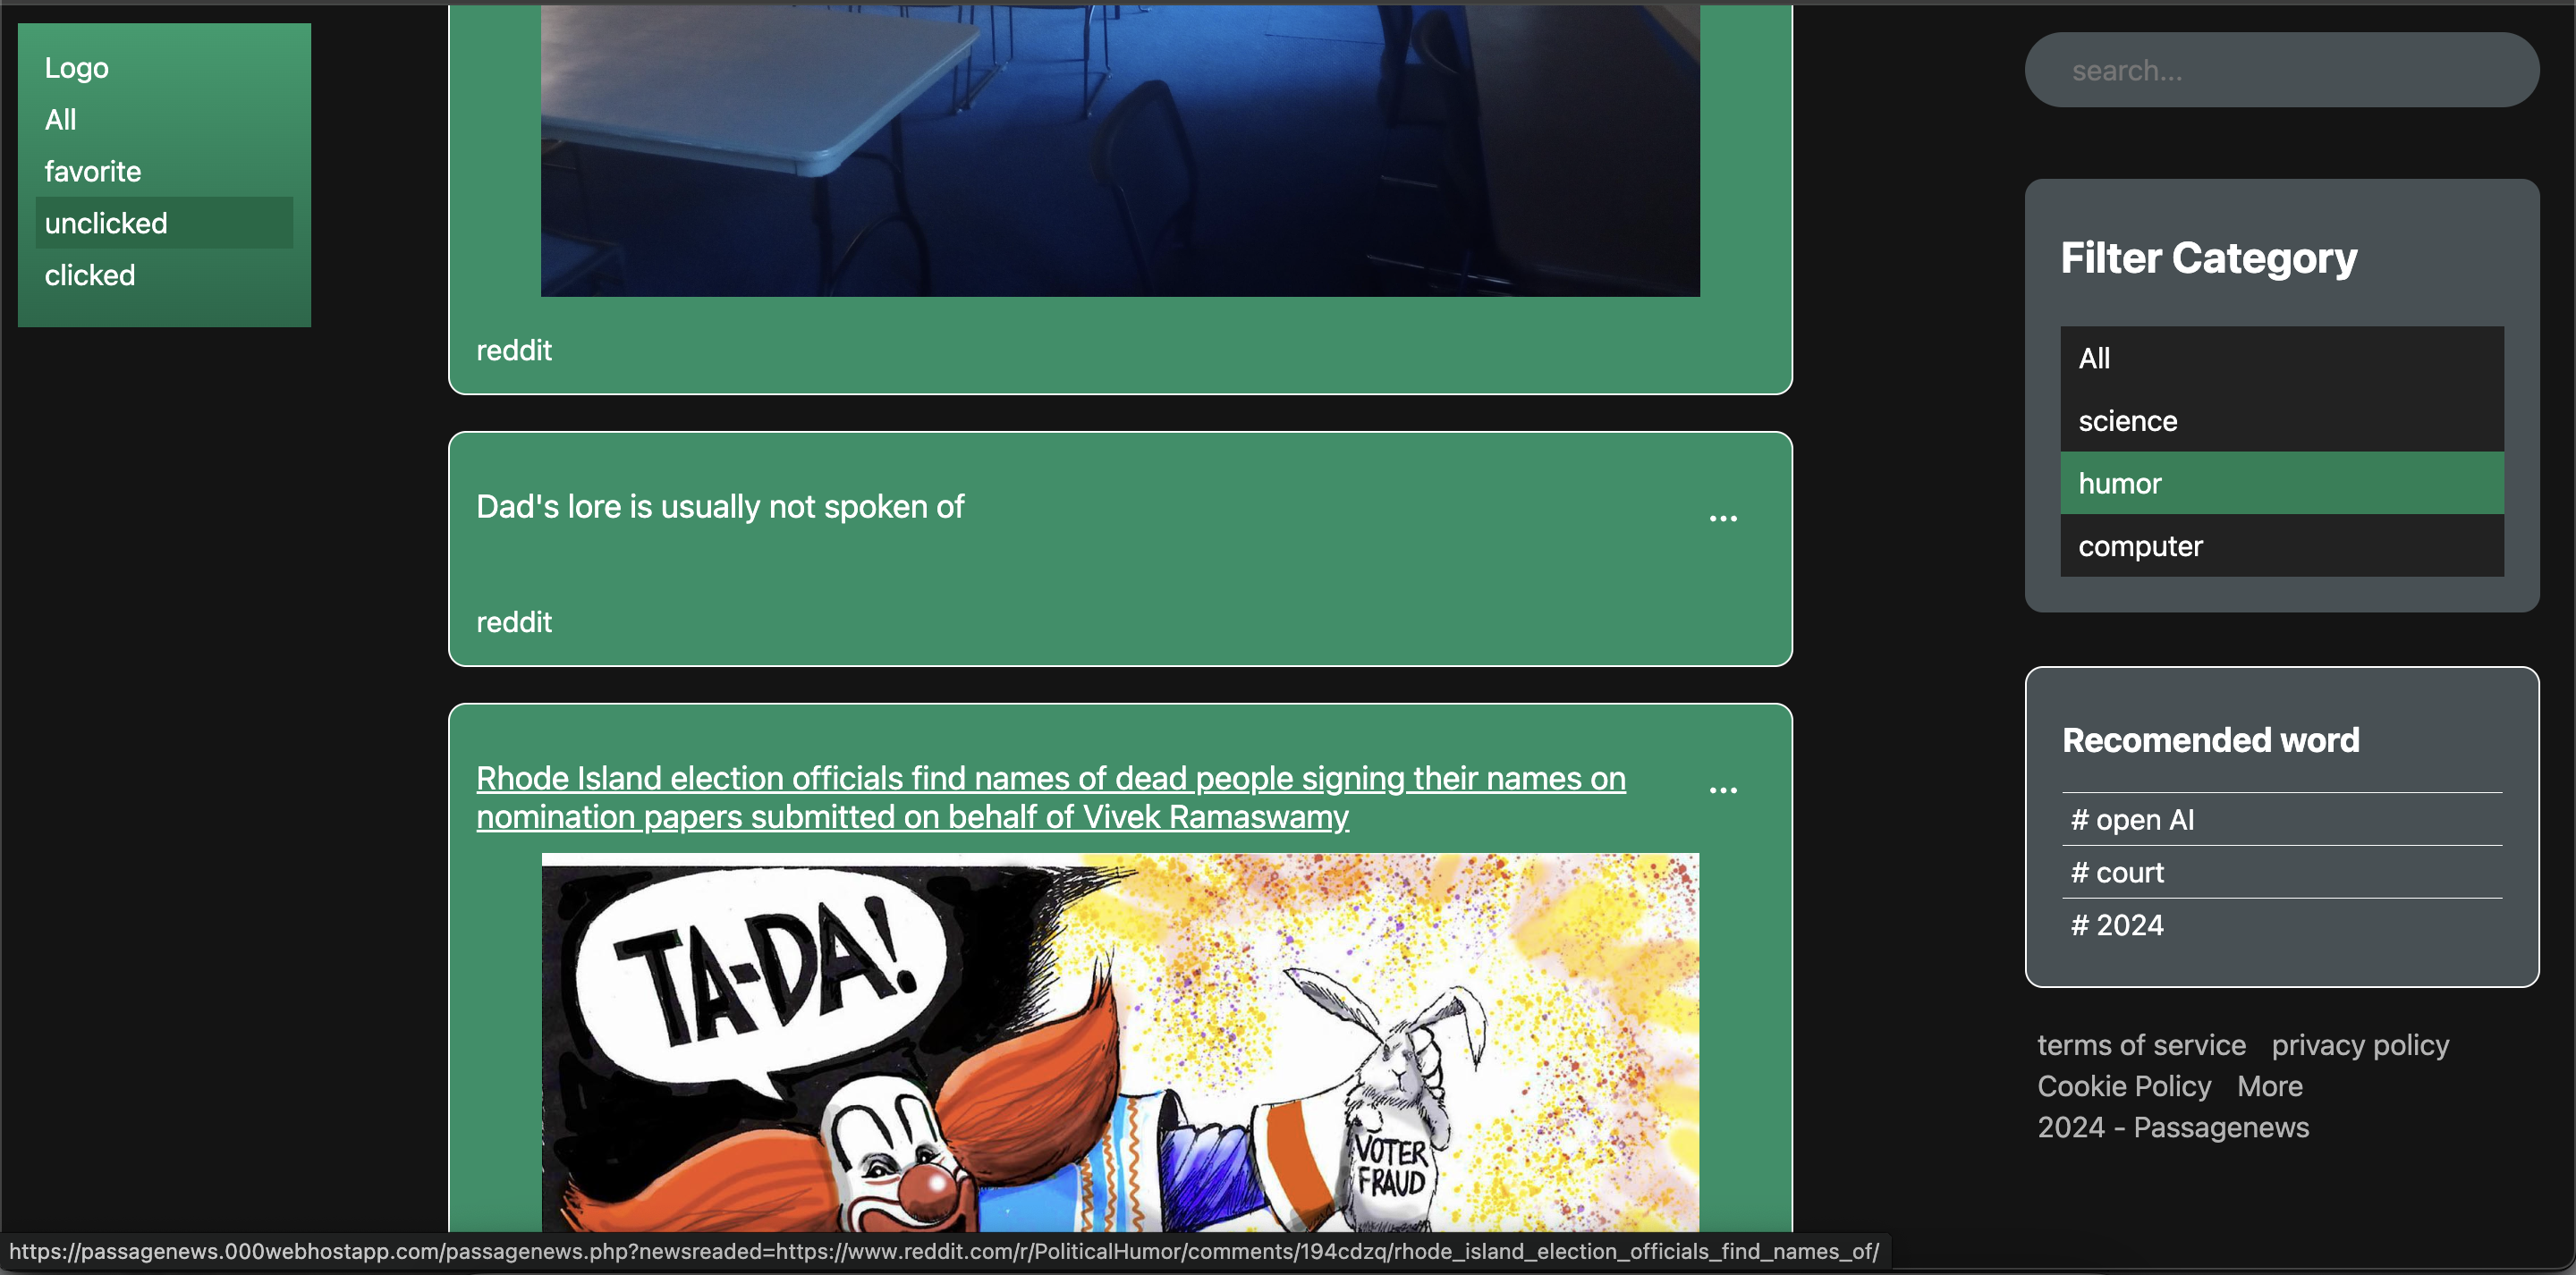 Logo
All
favorite
unclicked
clicked
reddit
Dad's lore is usually not spoken of
...
reddit
Rhode Island election officials find names of dead people signing their names on
nomination papers submitted on behalf of Vivek Ramaswamy
...
TA-DA!
VOTER
FRAUD
search...
Filter Category
All
science
humor
computer
Recomended word
# open AI
# court
# 2024
terms of service privacy policy
Cookie Policy More
2024 - Passagenews
https://passagenews.000webhostapp.com/passagenews.php?newsreaded=https://www.reddit.com/r/PoliticalHumor/comments/194cdzq/rhode_island_election_officials_find_names_of/